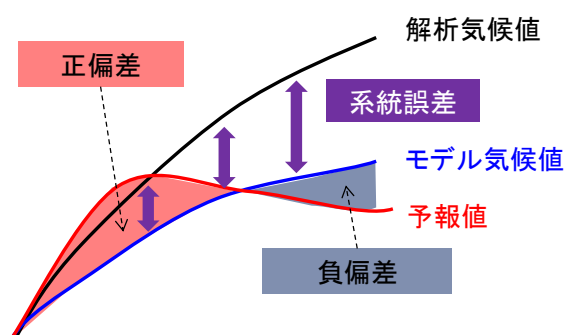 解析気候値
正偏差
系統誤差
モデル気候値
予報値
負偏差